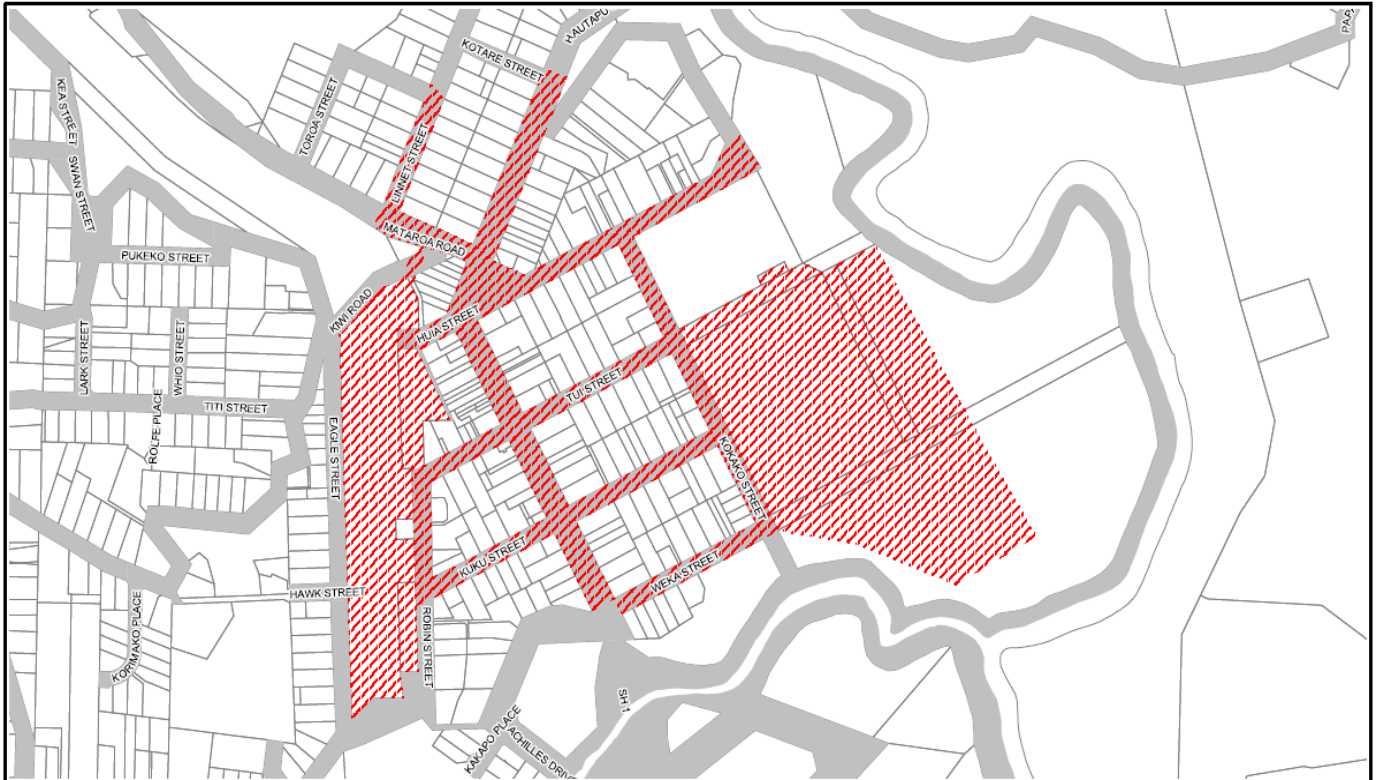 KOTARE STREET
HAUTAPU
KEA STREET
TOROA STREET
SWAN STREET
LINNET STREET
MATAROA ROAD
PUKEKO STREET
KIWI ROAD
HUIA STREET
LARK STREET
WHIO STREET
TUI STREET
TITI STREET
ROLFE PLACE
EAGLE STREET
KOKAKO STREET
KUKU STREET
WEKA STREET
HAWK STREET
KORIMAKO PLACE
ROBIN STREET
SH 1
KAKAPO PLACE
ACHILLES DRIV